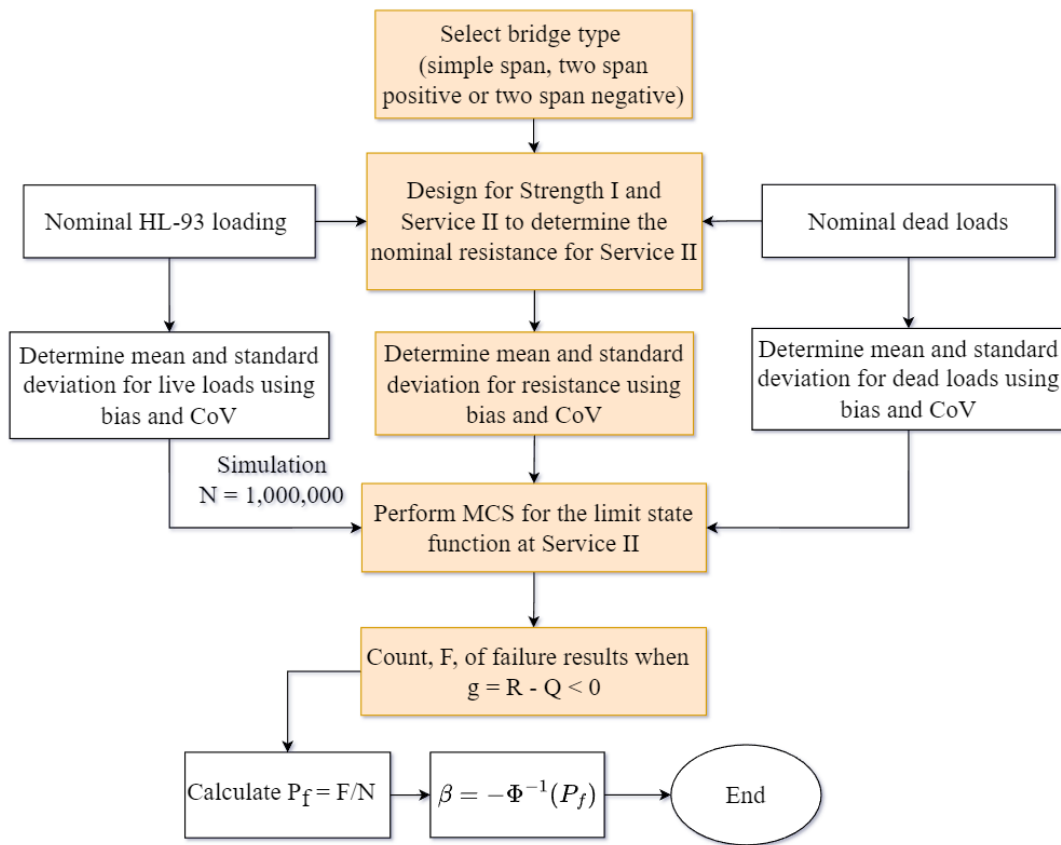 Select bridge type
(simple span, two span
positive or two span negative)
Nominal HL-93 loading
Design for Strength I and
Service II to determine the
nominal resistance for Service II
Nominal dead loads
Determine mean and standard
deviation for live loads using
bias and CoV
Determine mean and standard
deviation for resistance using
bias and CoV
Determine mean and standard
deviation for dead loads using
bias and CoV
Simulation
N = 1,000,000
Perform MCS for the limit state
function at Service II
Count, F, of failure results when
g = R - Q < 0
Calculate P_f = F/N
β = −Φ⁻¹(P_f)
End